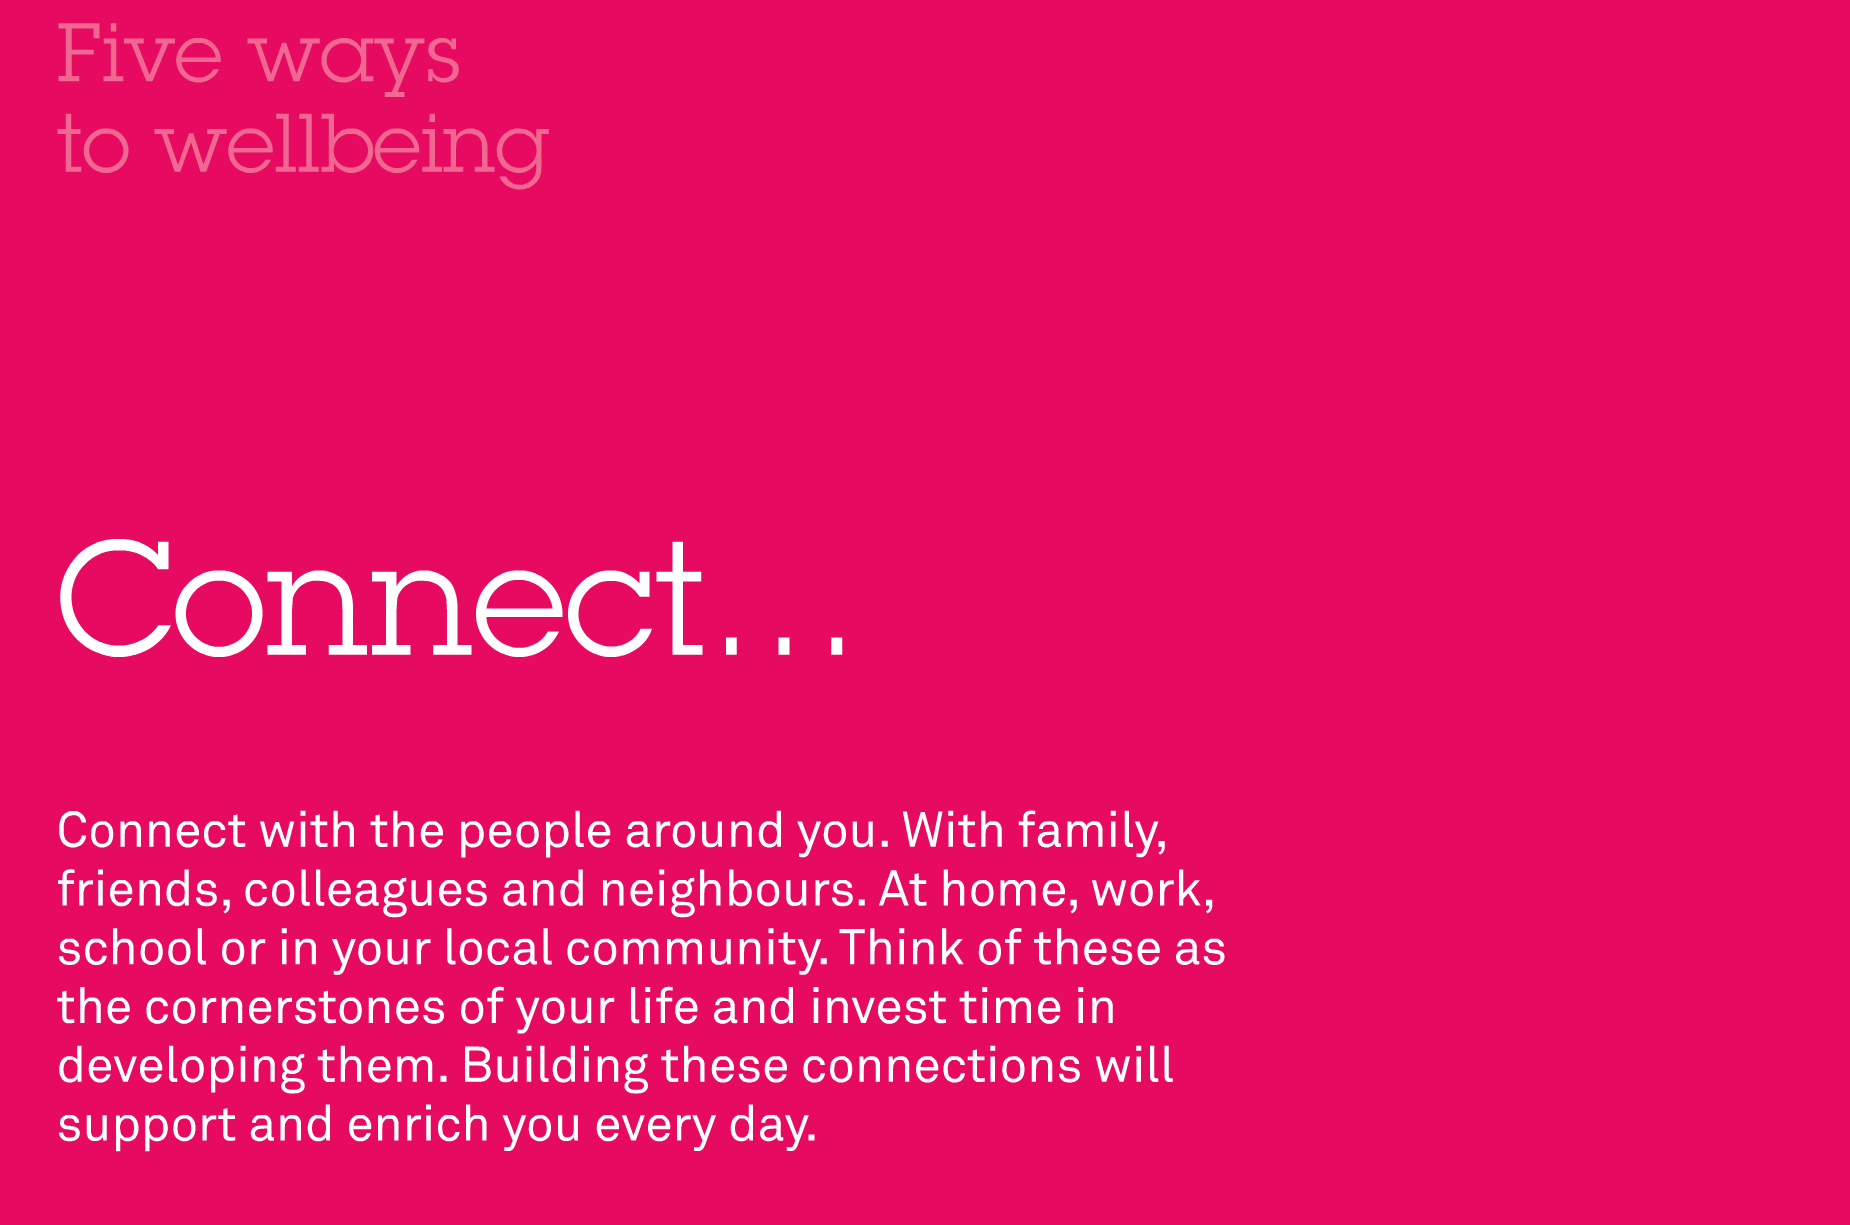 Five ways
to wellbeing
Connect...
Connect with the people around you. With family,
friends, colleagues and neighbours. At home, work,
school or in your local community. Think of these as
the cornerstones of your life and invest time in
developing them. Building these connections will
support and enrich you every day.